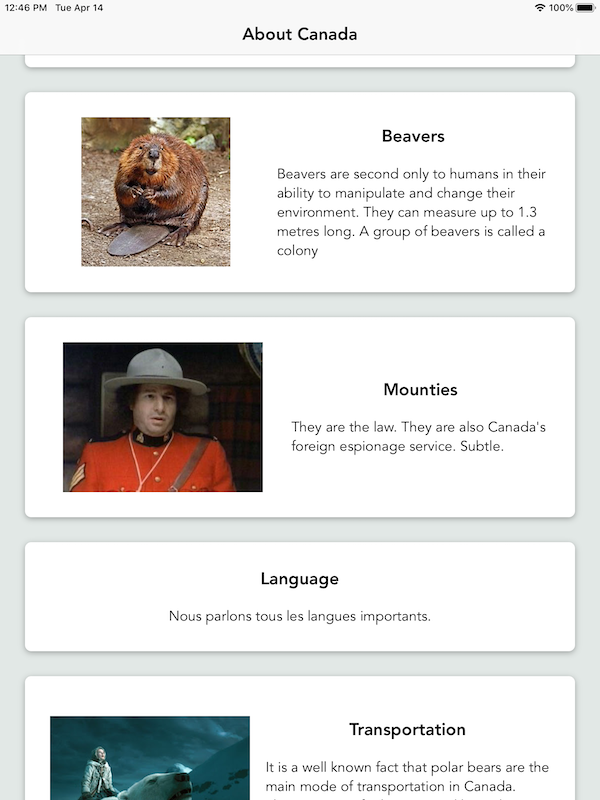 12:46 PM Tue Apr 14
100%
About Canada
Beavers
Beavers are second only to humans in their
ability to manipulate and change their
environment. They can measure up to 1.3
metres long. A group of beavers is called a
colony
Mounties
They are the law. They are also Canada's
foreign espionage service. Subtle.
Language
Nous parlons tous les langues importants.
Transportation
It is a well known fact that polar bears are the
main mode of transportation in Canada.